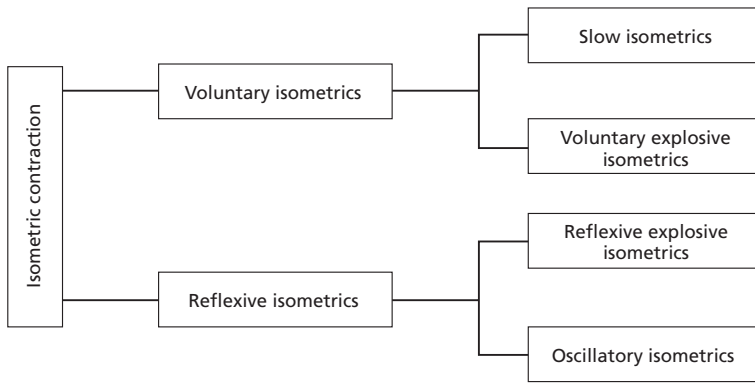 Isometric contraction
Voluntary isometrics
Slow isometrics
Voluntary explosive
isometrics
Reflexive isometrics
Reflexive explosive
isometrics
Oscillatory isometrics